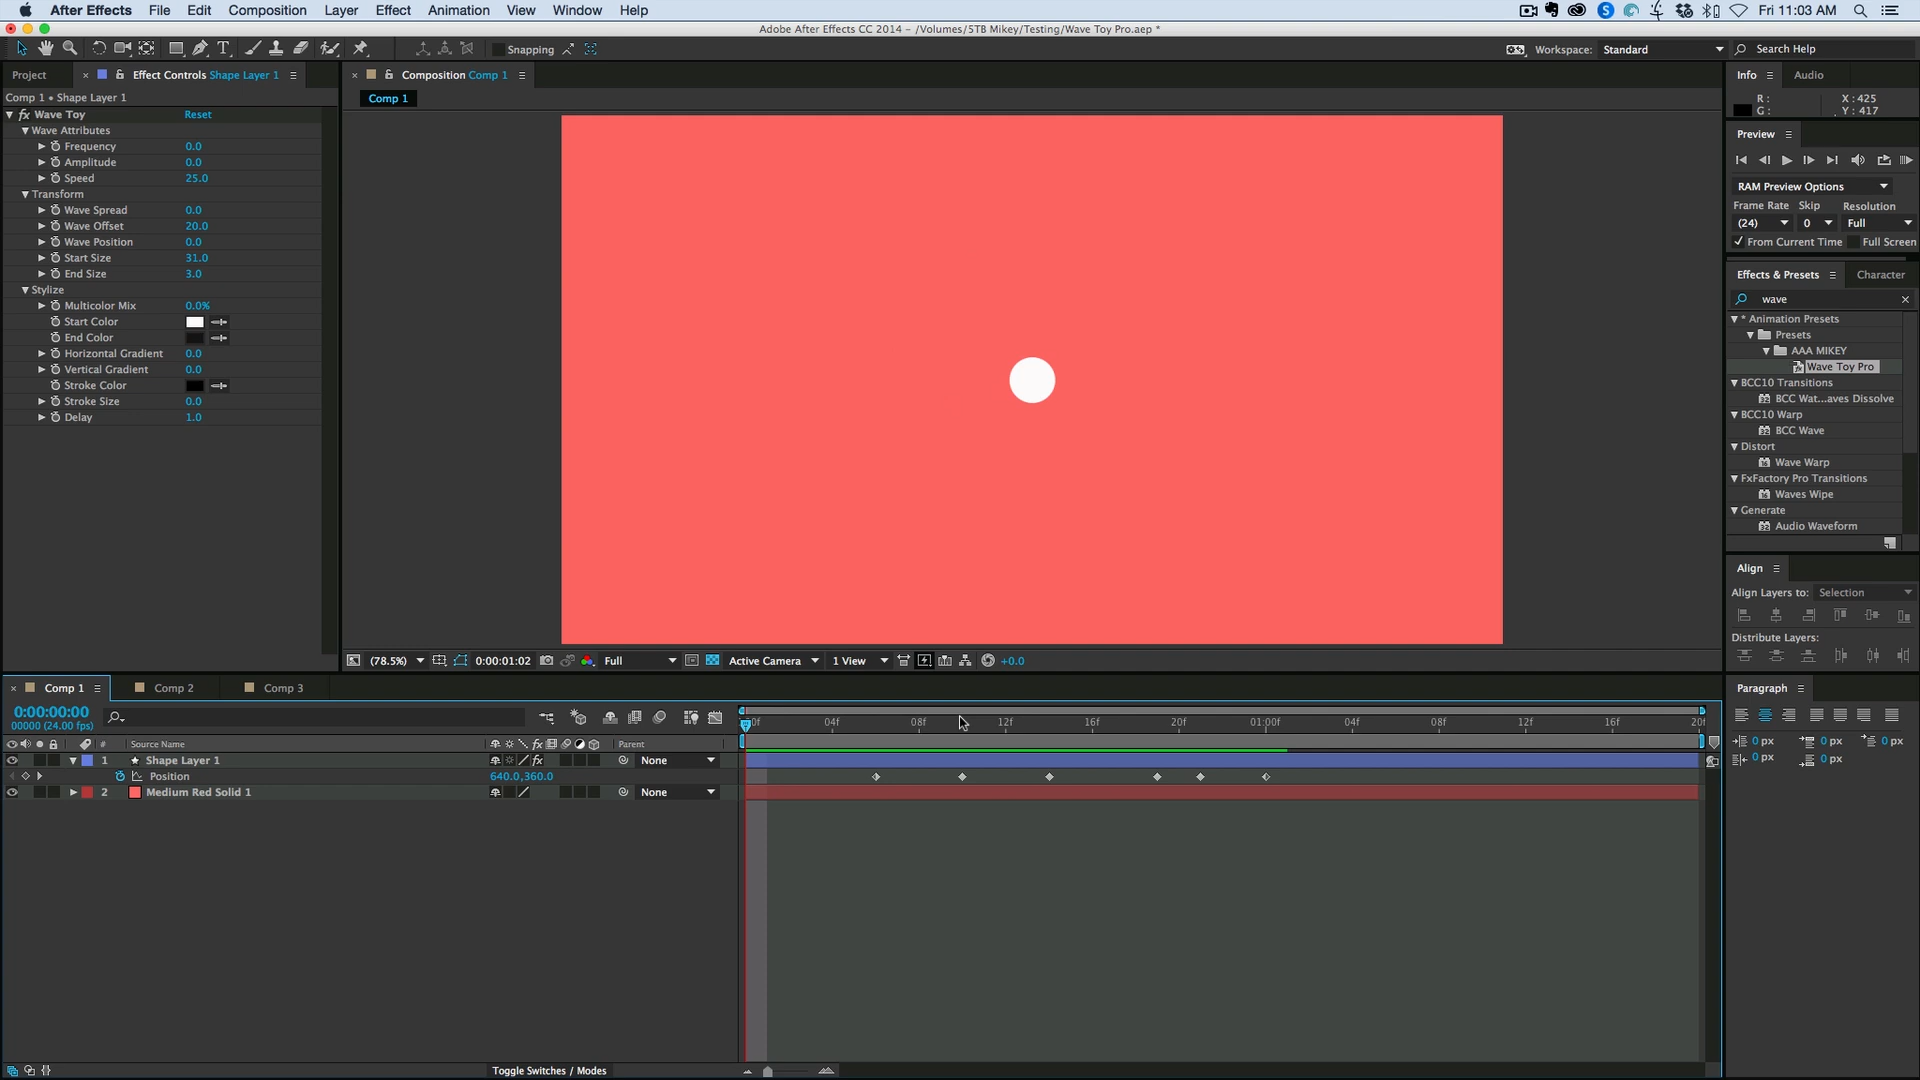 After Effects File Edit Composition Layer Effect Animation View Window Help Fri 11:03 AM
Adobe After Effects CC 2014 - /Volumes/5TB Mikey/Testing/Wave Toy Pro.aep *
Snapping Workspace: Standard Search Help
Project Effect Controls Shape Layer 1 Composition Comp 1 Info Audio
Comp 1 • Shape Layer 1
Comp 1
R: X: 425
G: Y: 417
fx Wave Toy Reset
Wave Attributes
Frequency 0.0
Amplitude 0.0
Speed 25.0
Transform
Wave Spread 0.0
Wave Offset 20.0
Wave Position 0.0
Start Size 31.0
End Size 3.0
Stylize
Multicolor Mix 0.0%
Start Color
End Color
Horizontal Gradient 0.0
Vertical Gradient 0.0
Stroke Color
Stroke Size 0.0
Delay 1.0
Preview
RAM Preview Options
Frame Rate Skip Resolution
(24) 0 Full
From Current Time Full Screen
Effects & Presets Character
wave
* Animation Presets
Presets
AAA MIKEY
Wave Toy Pro
BCC10 Transitions
BCC Wat...aves Dissolve
BCC10 Warp
BCC Wave
Distort
Wave Warp
FxFactory Pro Transitions
Waves Wipe
Generate
Audio Waveform
Align
Align Layers to: Selection
Distribute Layers:
(78.5%) 0:00:01:02 Full Active Camera 1 View +0.0
Comp 1 Comp 2 Comp 3
0:00:00:00
00000 (24.00 fps)
00f 04f 08f 12f 16f 20f 01:00f 04f 08f 12f 16f 20f
# Source Name fx Parent
1 Shape Layer 1 fx None
Position 640.0,360.0
2 Medium Red Solid 1 None
Paragraph
0 px 0 px 0 px
0 px 0 px
Toggle Switches / Modes